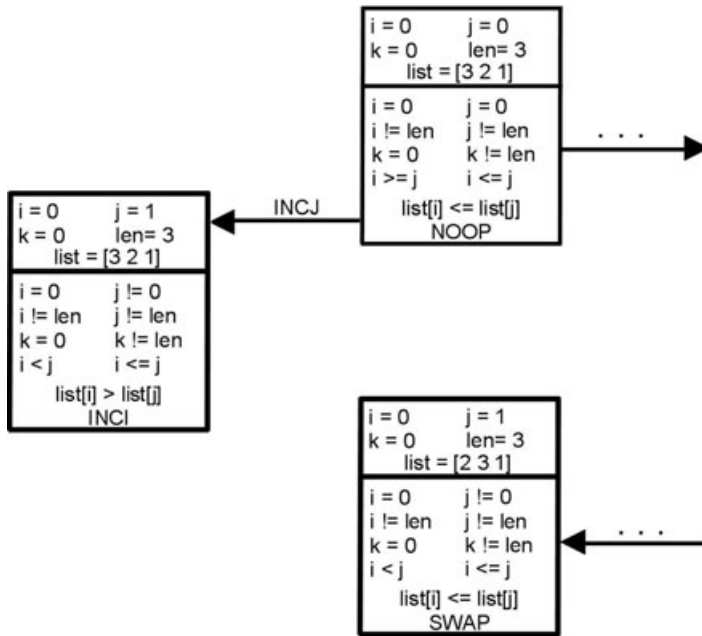 i = 0 j = 0
k = 0 len= 3
list = [3 2 1]
i = 0 j = 0
i != len j != len
k = 0 k != len
i >= j i <= j
list[i] <= list[j]
NOOP
. . .
INCJ
i = 0 j = 1
k = 0 len= 3
list = [3 2 1]
i = 0 j != 0
i != len j != len
k = 0 k != len
i < j i <= j
list[i] > list[j]
INCI
i = 0 j = 1
k = 0 len= 3
list = [2 3 1]
i = 0 j != 0
i != len j != len
k = 0 k != len
i < j i <= j
list[i] <= list[j]
SWAP
. . .